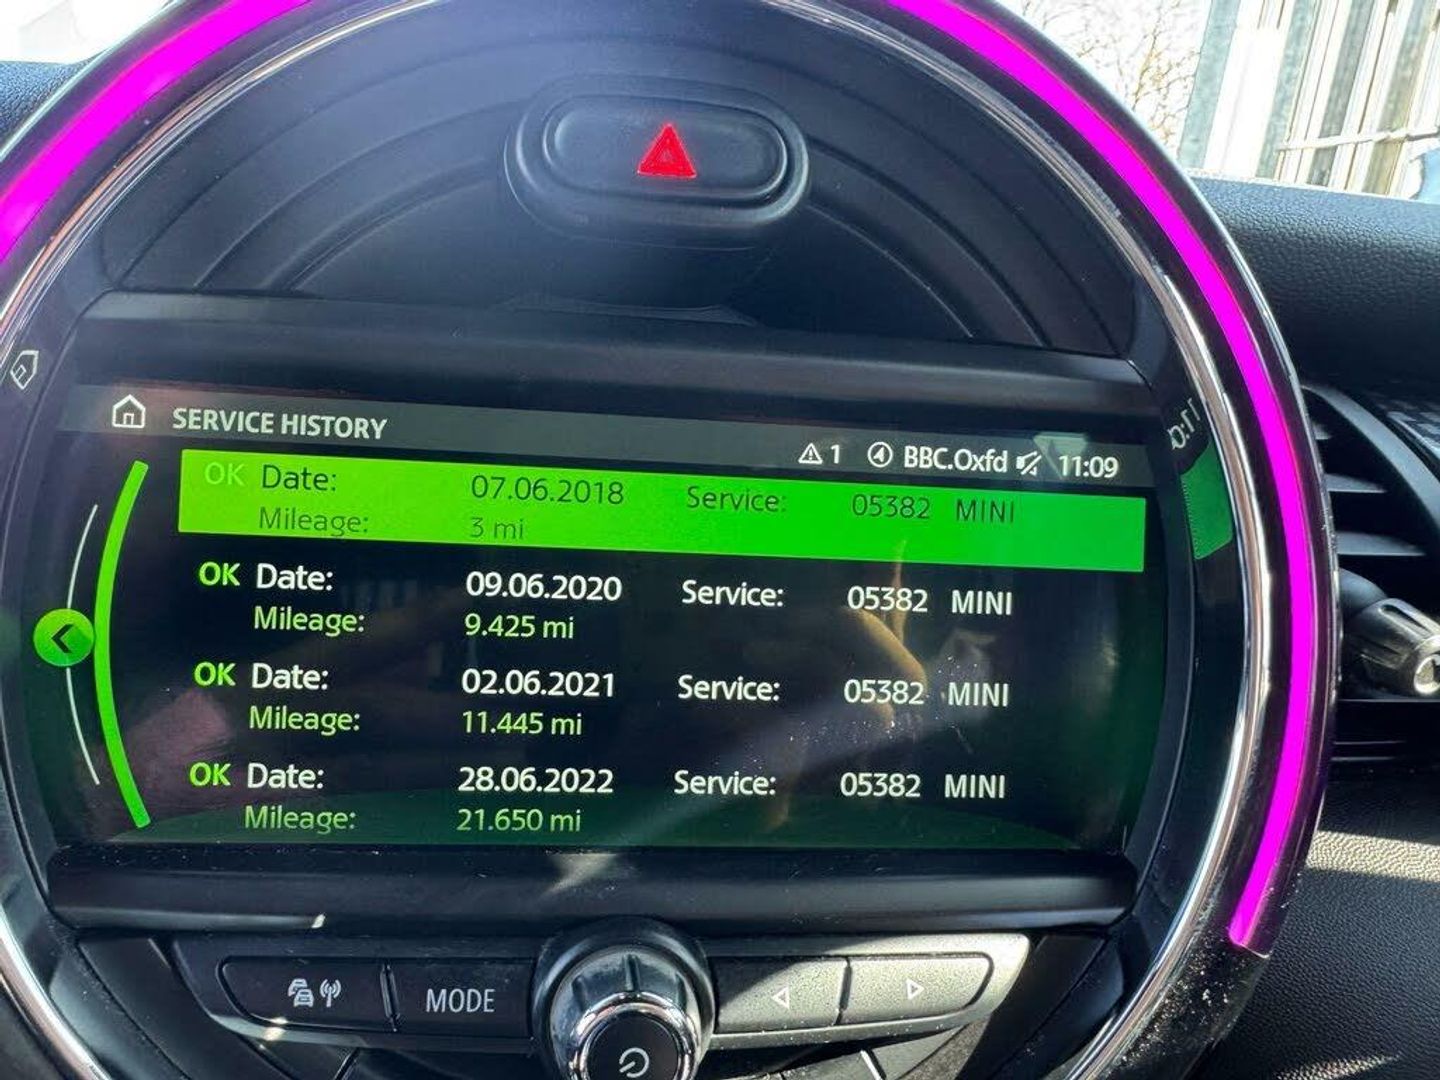 SERVICE HISTORY
1 BBC.Oxfd 11:09
OK Date: 07.06.2018 Service: 05382 MINI
Mileage: 3 mi
OK Date: 09.06.2020 Service: 05382 MINI
Mileage: 9.425 mi
OK Date: 02.06.2021 Service: 05382 MINI
Mileage: 11.445 mi
OK Date: 28.06.2022 Service: 05382 MINI
Mileage: 21.650 mi
MODE